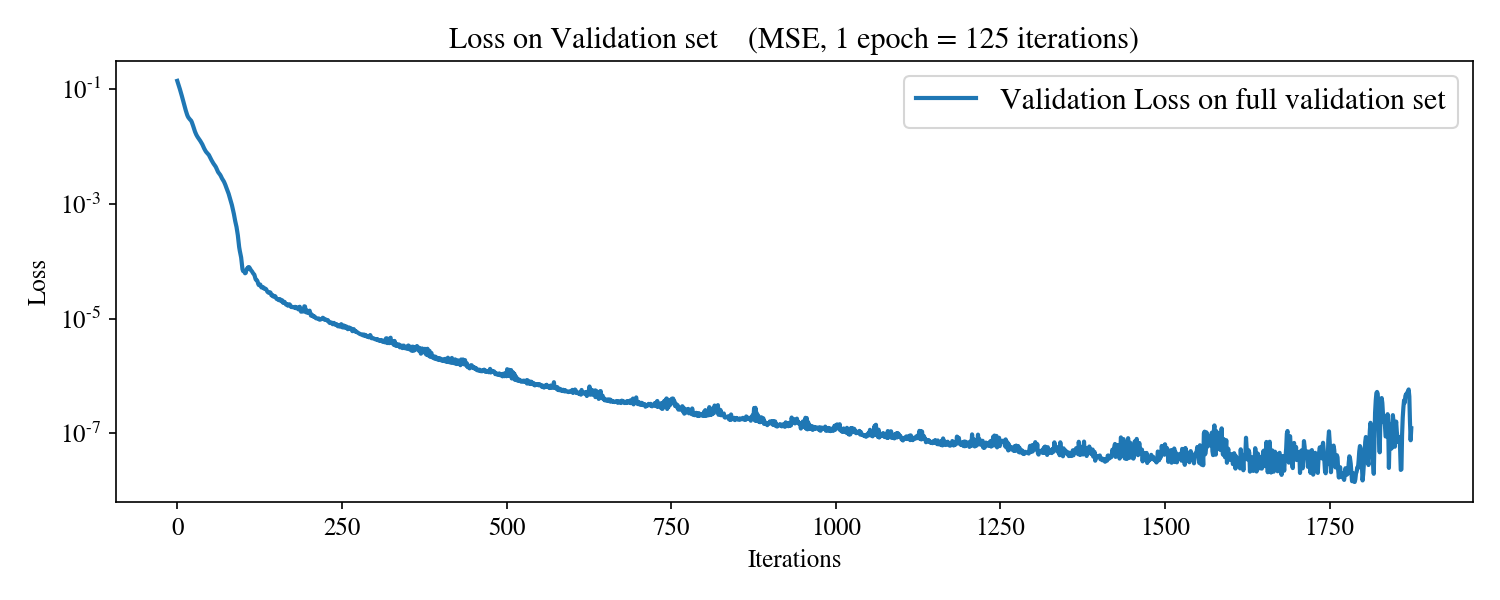 Loss on Validation set (MSE, 1 epoch = 125 iterations)
Validation Loss on full validation set
Loss
10⁻¹
10⁻³
10⁻⁵
10⁻⁷
0 250 500 750 1000 1250 1500 1750
Iterations